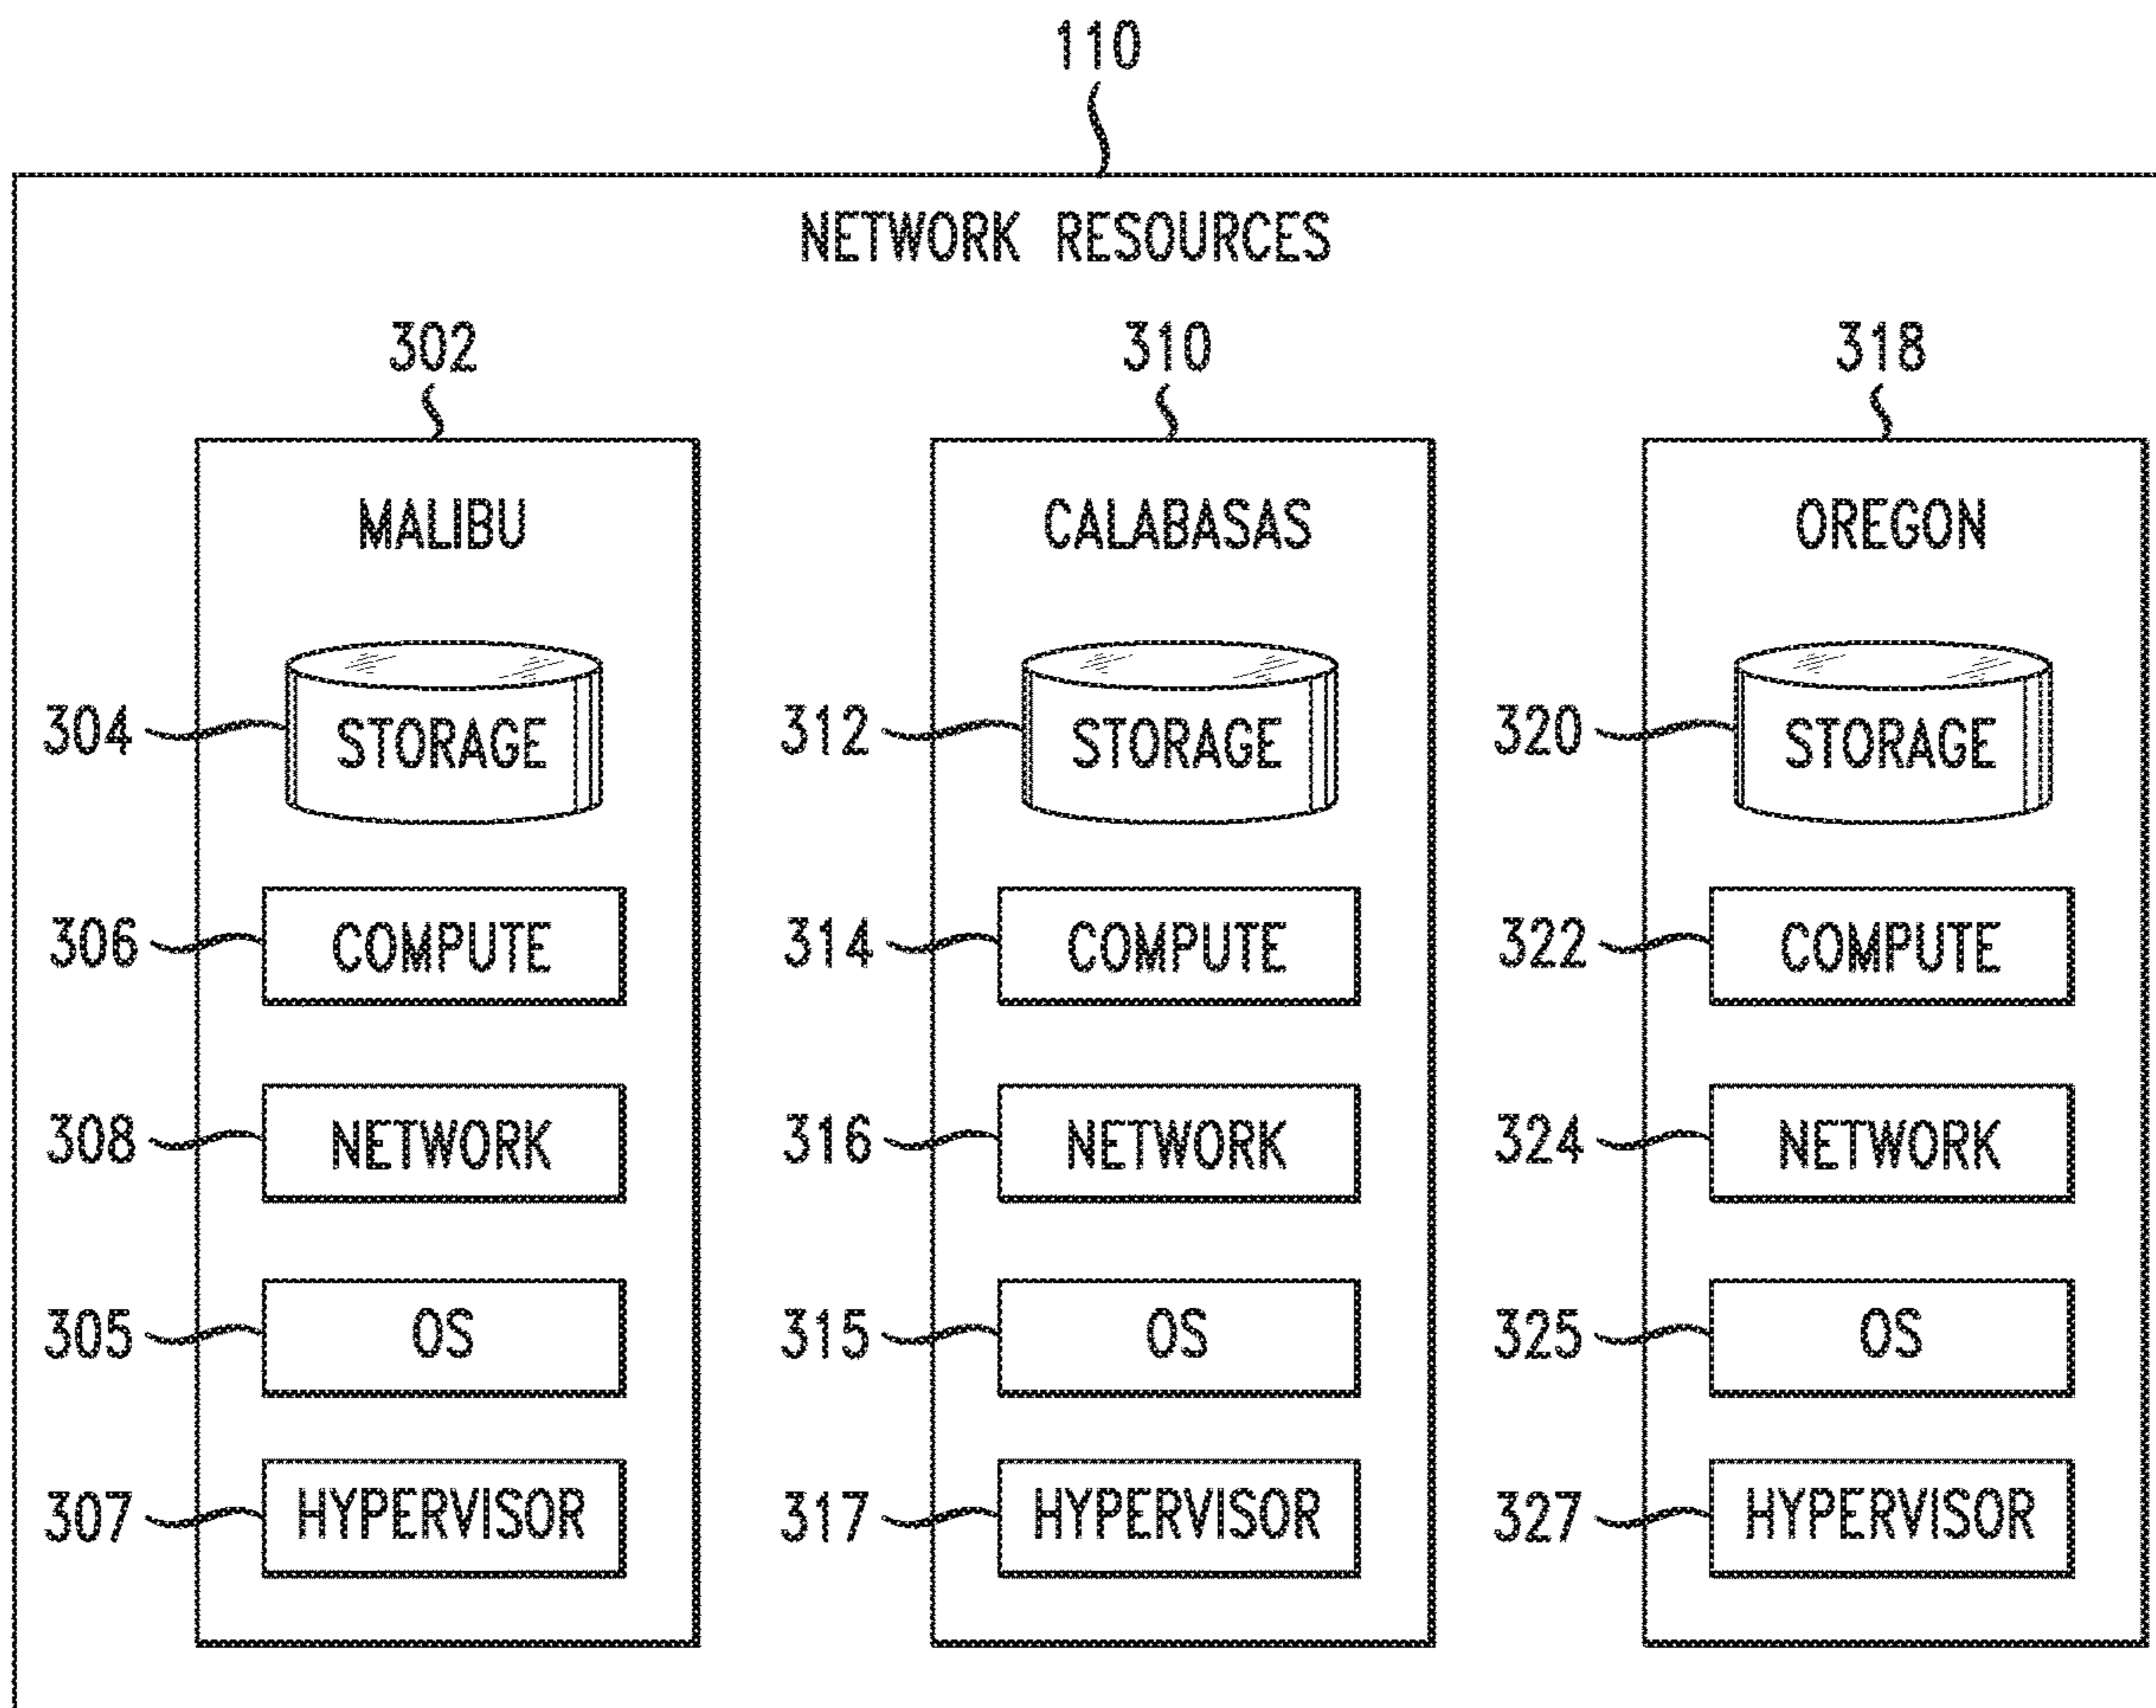 110
NETWORK RESOURCES
302 310 318
MALIBU CALABASAS OREGON
304 STORAGE 312 STORAGE 320 STORAGE
306 COMPUTE 314 COMPUTE 322 COMPUTE
308 NETWORK 316 NETWORK 324 NETWORK
305 OS 315 OS 325 OS
307 HYPERVISOR 317 HYPERVISOR 327 HYPERVISOR